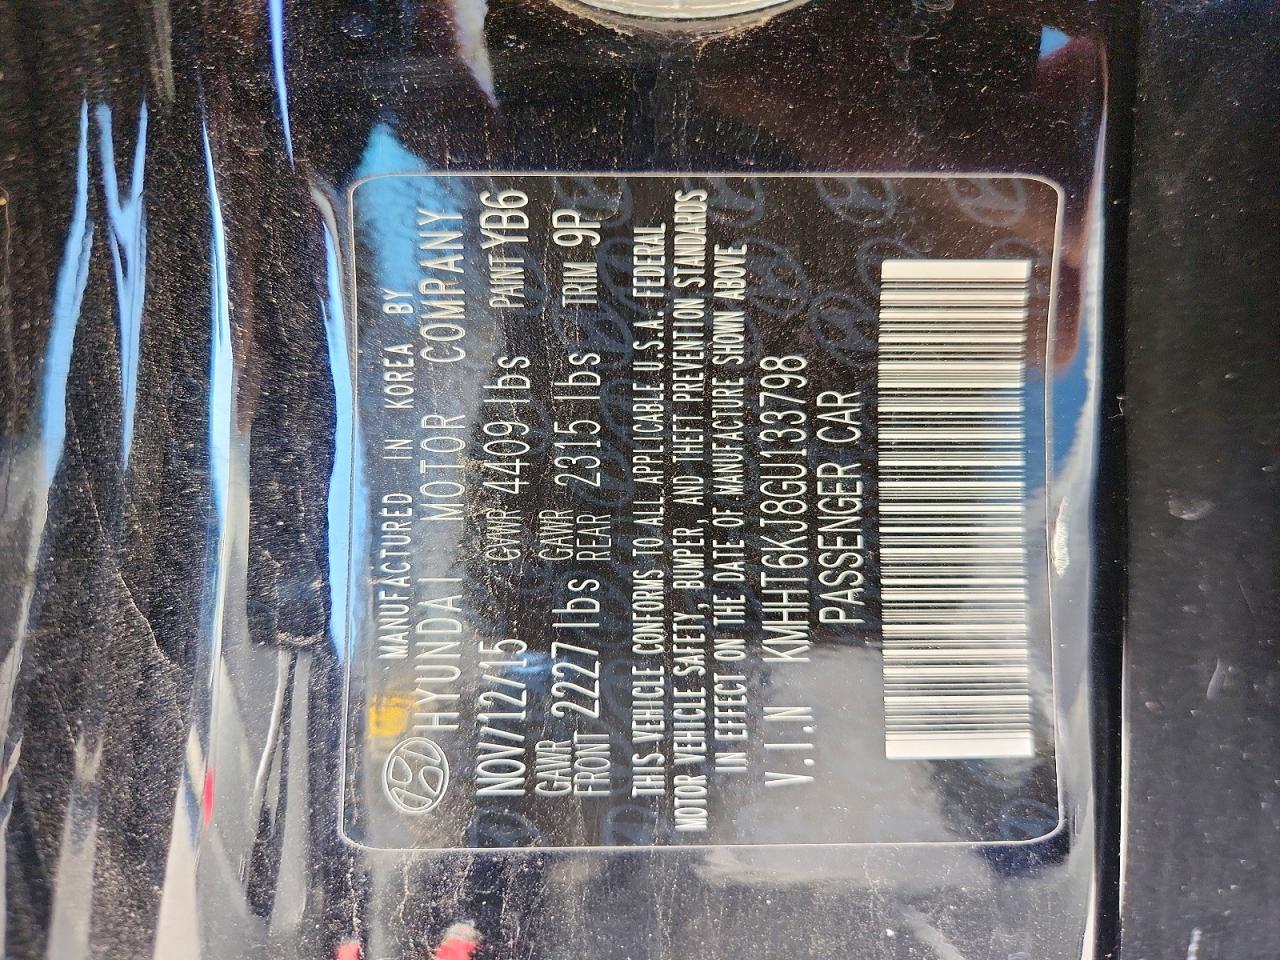 MANUFACTURED IN KOREA BY
HYUNDAI MOTOR COMPANY
NOV/12/15 GVWR 4409 lbs PAINT YB6
GAWR FRONT 2227 lbs GAWR REAR 2315 lbs TRIM 9P
THIS VEHICLE CONFORMS TO ALL APPLICABLE U.S.A. FEDERAL
MOTOR VEHICLE SAFETY, BUMPER, AND THEFT PREVENTION STANDARDS
IN EFFECT ON THE DATE OF MANUFACTURE SHOWN ABOVE
V.I.N KMHHT6KJ8GU133798
PASSENGER CAR